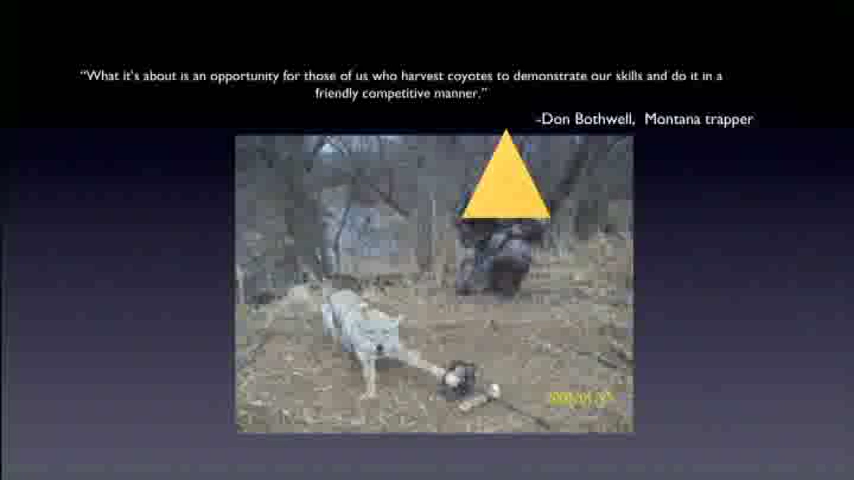 “What it's about is an opportunity for those of us who harvest coyotes to demonstrate our skills and do it in a
friendly competitive manner.”
-Don Bothwell, Montana trapper